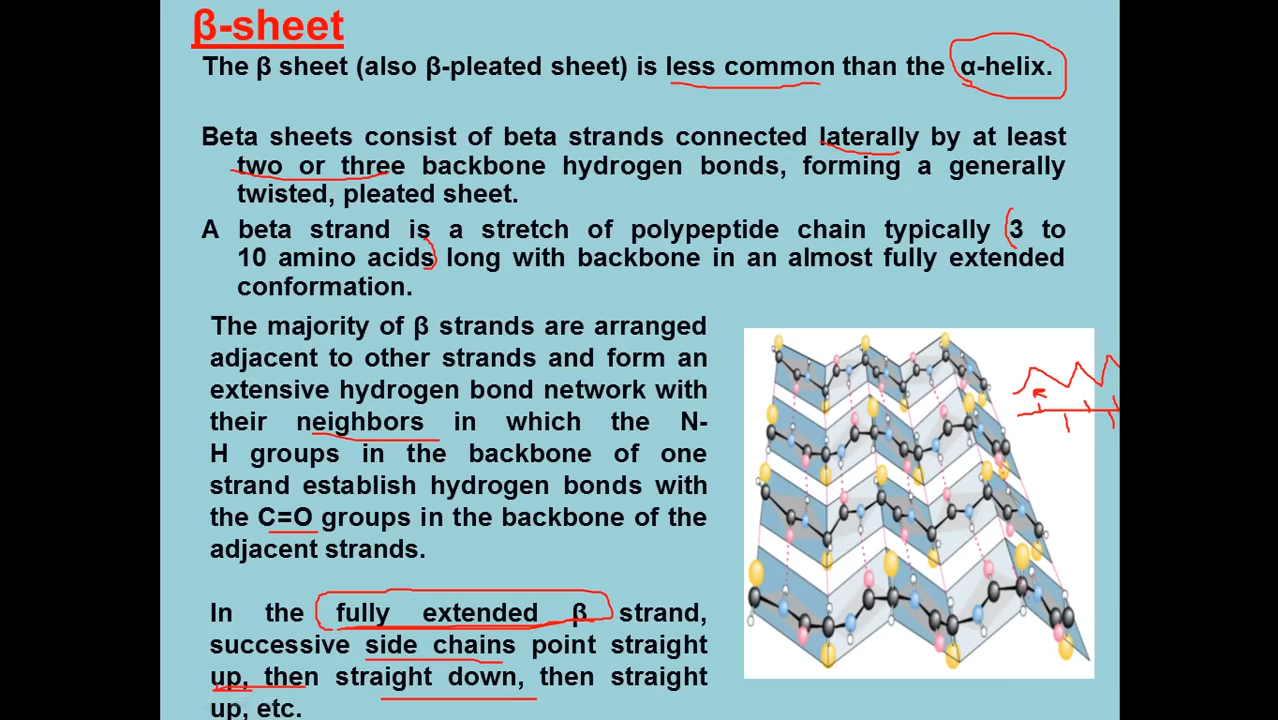 β-sheet
The β sheet (also β-pleated sheet) is less common than the α-helix.
Beta sheets consist of beta strands connected laterally by at least
two or three backbone hydrogen bonds, forming a generally
twisted, pleated sheet.
A beta strand is a stretch of polypeptide chain typically 3 to
10 amino acids long with backbone in an almost fully extended
conformation.
The majority of β strands are arranged
adjacent to other strands and form an
extensive hydrogen bond network with
their neighbors in which the N-
H groups in the backbone of one
strand establish hydrogen bonds with
the C=O groups in the backbone of the
adjacent strands.
In the fully extended β strand,
successive side chains point straight
up, then straight down, then straight
up, etc.